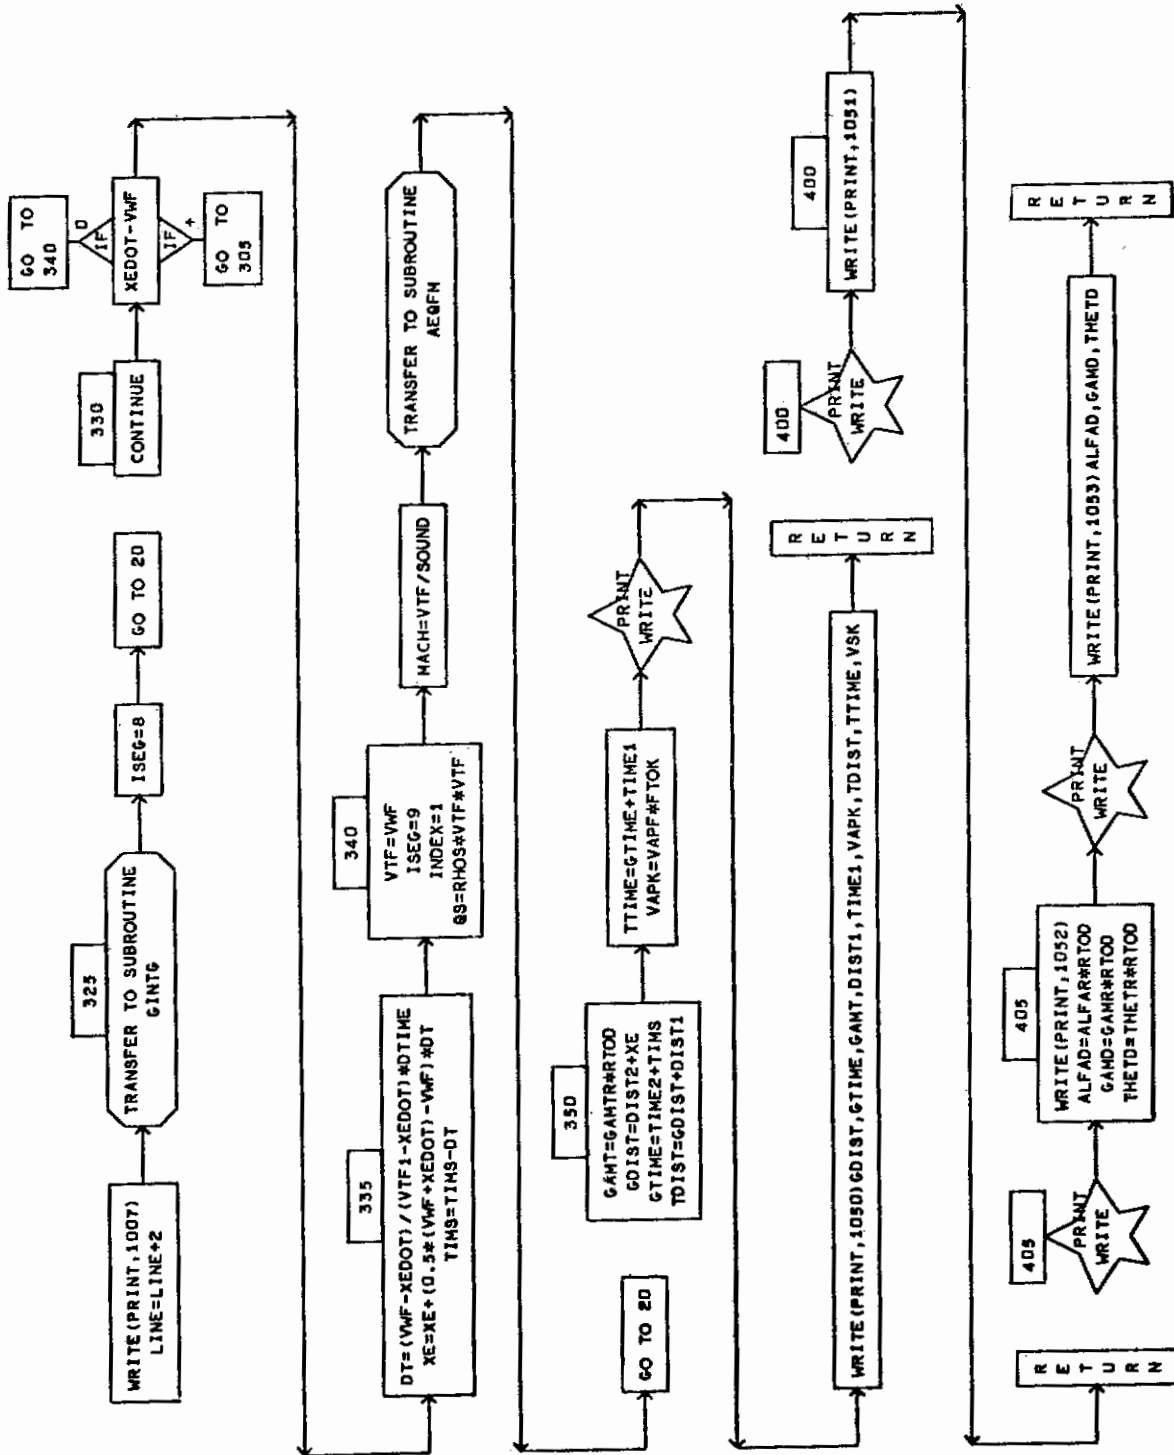 WRITE(PRINT,1007)
LINE=LINE+2
325
TRANSFER TO SUBROUTINE
GINTG
ISEG=8
GO TO 20
330
CONTINUE
XEDOT-VWF
IF
0
GO TO
340
IF
+
GO TO
305
335
DT=(VWF-XEDOT)/(VTF1-XEDOT)*DTIME
XE=XE+(0.5*(VWF+XEDOT)-VWF)*DT
TIMS=TIMS-DT
340
VTF=VWF
ISEG=9
INDEX=1
QS=RHOS*VTF*VTF
MACH=VTF/SOUND
TRANSFER TO SUBROUTINE
AEQFM
GO TO 20
350
GAMT=GAMTR*RTOD
GDIST=DIST2+XE
GTIME=TIME2+TIMS
TDIST=GDIST+DIST1
TTIME=GTIME+TIME1
VAPK=VAPF*FTOK
PRINT
WRITE
WRITE(PRINT,1050)GDIST,GTIME,GAMT,DIST1,TIME1,VAPK,TDIST,TTIME,VSK
RETURN
400
PRINT
WRITE
400
WRITE(PRINT,1051)
RETURN
405
PRINT
WRITE
405
WRITE(PRINT,1052)
ALFAD=ALFAR*RTOD
GAMD=GAMR*RTOD
THETD=THETR*RTOD
PRINT
WRITE
WRITE(PRINT,1053)ALFAD,GAMD,THETD
RETURN